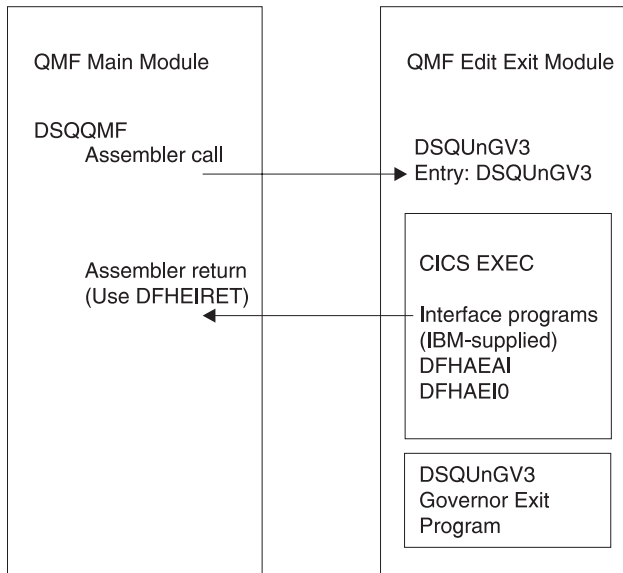 QMF Main Module
DSQQMF
Assembler call
Assembler return
(Use DFHEIRET)
QMF Edit Exit Module
DSQUnGV3
Entry: DSQUnGV3
CICS EXEC
Interface programs
(IBM-supplied)
DFHAEAI
DFHAEI0
DSQUnGV3
Governor Exit
Program